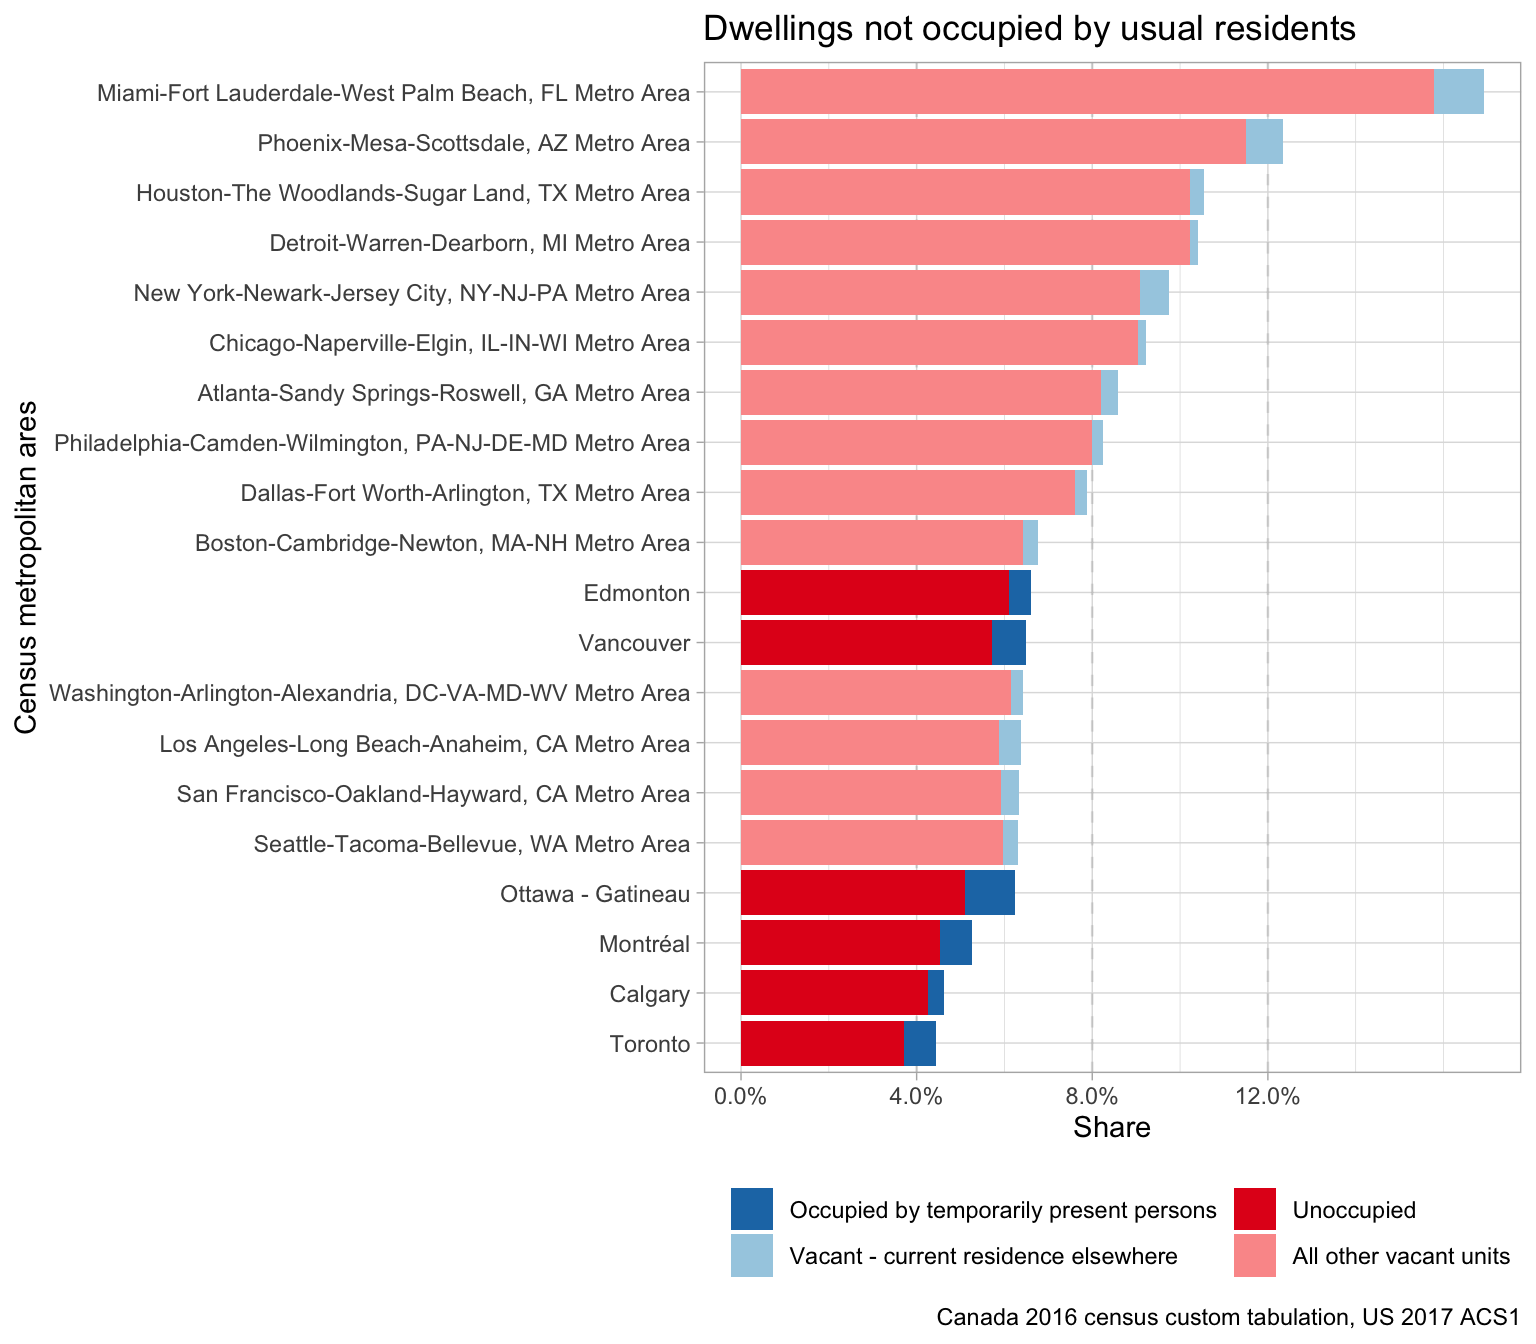 Dwellings not occupied by usual residents
Census metropolitan ares
Miami-Fort Lauderdale-West Palm Beach, FL Metro Area
Phoenix-Mesa-Scottsdale, AZ Metro Area
Houston-The Woodlands-Sugar Land, TX Metro Area
Detroit-Warren-Dearborn, MI Metro Area
New York-Newark-Jersey City, NY-NJ-PA Metro Area
Chicago-Naperville-Elgin, IL-IN-WI Metro Area
Atlanta-Sandy Springs-Roswell, GA Metro Area
Philadelphia-Camden-Wilmington, PA-NJ-DE-MD Metro Area
Dallas-Fort Worth-Arlington, TX Metro Area
Boston-Cambridge-Newton, MA-NH Metro Area
Edmonton
Vancouver
Washington-Arlington-Alexandria, DC-VA-MD-WV Metro Area
Los Angeles-Long Beach-Anaheim, CA Metro Area
San Francisco-Oakland-Hayward, CA Metro Area
Seattle-Tacoma-Bellevue, WA Metro Area
Ottawa - Gatineau
Montréal
Calgary
Toronto
0.0% 4.0% 8.0% 12.0%
Share
Occupied by temporarily present persons Unoccupied
Vacant - current residence elsewhere All other vacant units
Canada 2016 census custom tabulation, US 2017 ACS1